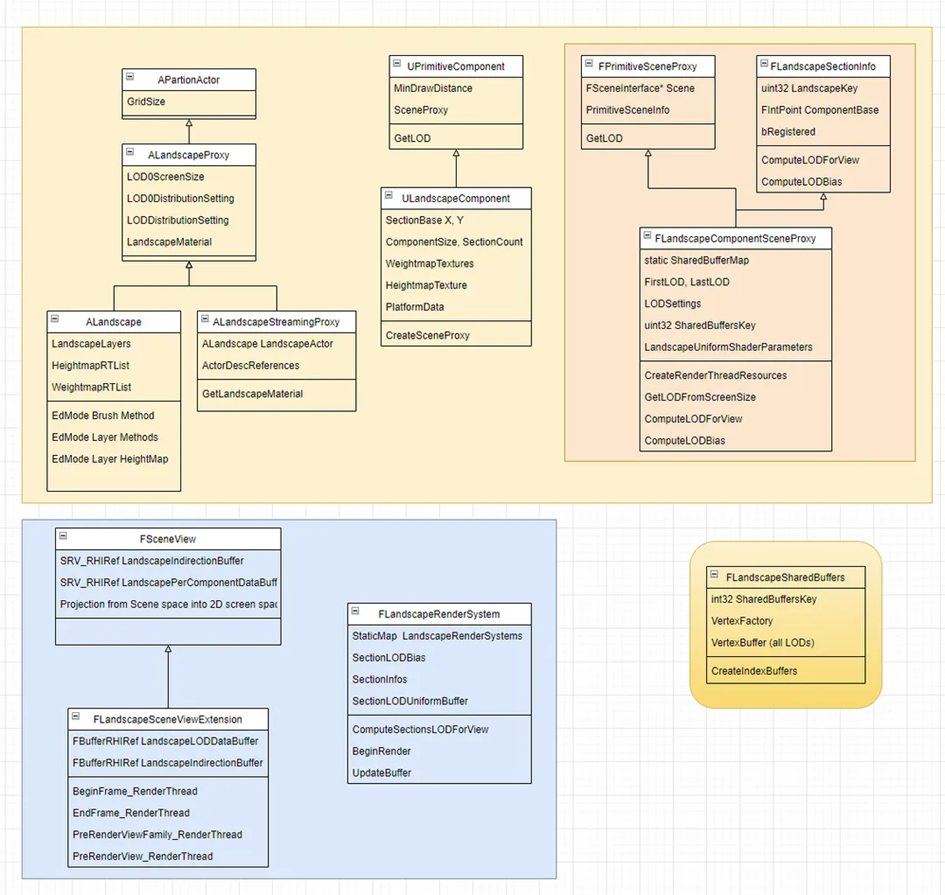 APartionActor
GridSize
ALandscapeProxy
LOD0ScreenSize
LOD0DistributionSetting
LODDistributionSetting
LandscapeMaterial
ALandscape
LandscapeLayers
HeightmapRTList
WeightmapRTList
EdMode Brush Method
EdMode Layer Methods
EdMode Layer HeightMap
ALandscapeStreamingProxy
ALandscape LandscapeActor
ActorDescReferences
GetLandscapeMaterial
UPrimitiveComponent
MinDrawDistance
SceneProxy
GetLOD
ULandscapeComponent
SectionBase X, Y
ComponentSize, SectionCount
WeightmapTextures
HeightmapTexture
PlatformData
CreateSceneProxy
FPrimitiveSceneProxy
FSceneInterface* Scene
PrimitiveSceneInfo
GetLOD
FLandscapeSectionInfo
uint32 LandscapeKey
FIntPoint ComponentBase
bRegistered
ComputeLODForView
ComputeLODBias
FLandscapeComponentSceneProxy
static SharedBufferMap
FirstLOD, LastLOD
LODSettings
uint32 SharedBuffersKey
LandscapeUniformShaderParameters
CreateRenderThreadResources
GetLODFromScreenSize
ComputeLODForView
ComputeLODBias
FSceneView
SRV_RHIRef LandscapeIndirectionBuffer
SRV_RHIRef LandscapePerComponentDataBuff
Projection from Scene space into 2D screen spac
FLandscapeSceneViewExtension
FBufferRHIRef LandscapeLODDataBuffer
FBufferRHIRef LandscapeIndirectionBuffer
BeginFrame_RenderThread
EndFrame_RenderThread
PreRenderViewFamily_RenderThread
PreRenderView_RenderThread
FLandscapeRenderSystem
StaticMap LandscapeRenderSystems
SectionLODBias
SectionInfos
SectionLODUniformBuffer
ComputeSectionsLODForView
BeginRender
UpdateBuffer
FLandscapeSharedBuffers
int32 SharedBuffersKey
VertexFactory
VertexBuffer (all LODs)
CreateIndexBuffers